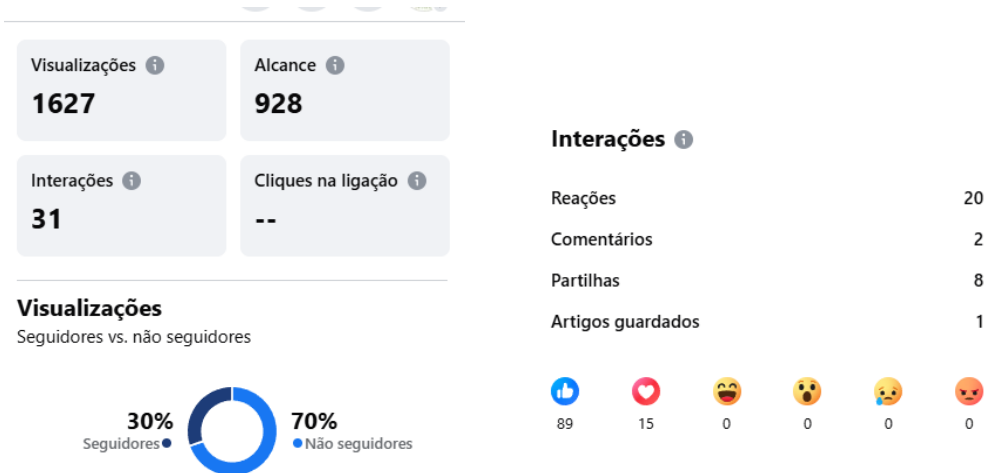 Visualizações
1627
Alcance
928
Interações
31
Cliques na ligação
--
Visualizações
Seguidores vs. não seguidores
30%
Seguidores
70%
Não seguidores
Interações
Reações 20
Comentários 2
Partilhas 8
Artigos guardados 1
89 15 0 0 0 0